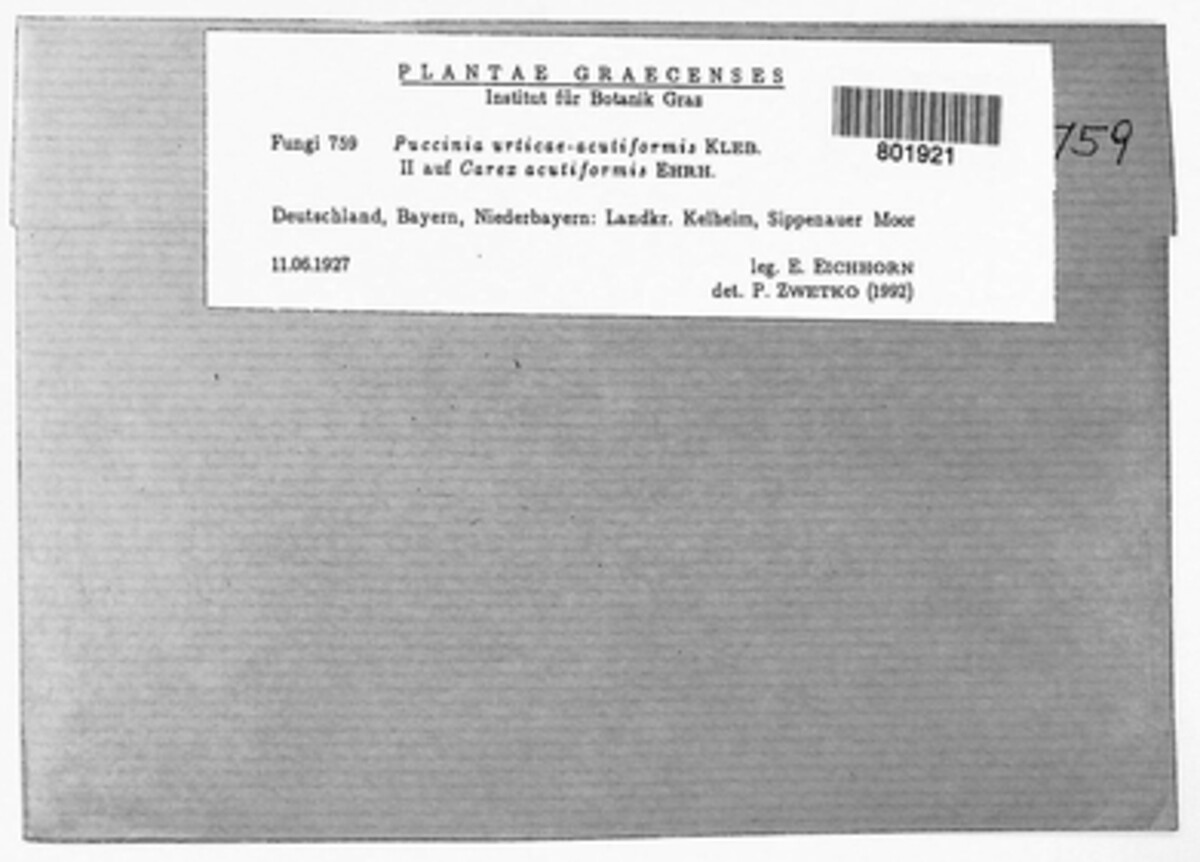 PLANTAE GRAECENSES
Institut für Botanik Graz
801921
759
Fungi 759 Puccinia urticae-acutiformis KLEB.
II auf Carex acutiformis EHRH.
Deutschland, Bayern, Niederbayern: Landkr. Kelheim, Sippenauer Moor
11.06.1927 leg. E. EICHHORN
det. P. ZWETKO (1992)